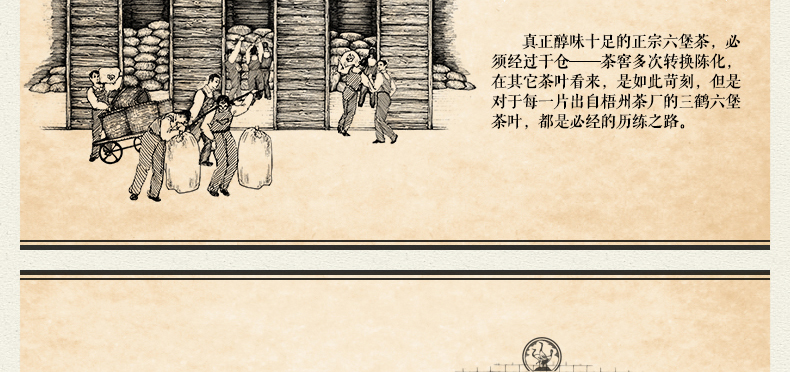 真正醇味十足的正宗六堡茶，必
须经过干仓——茶窖多次转换陈化，
在其它茶叶看来，是如此苛刻，但是
对于每一片出自梧州茶厂的三鹤六堡
茶叶，都是必经的历练之路。